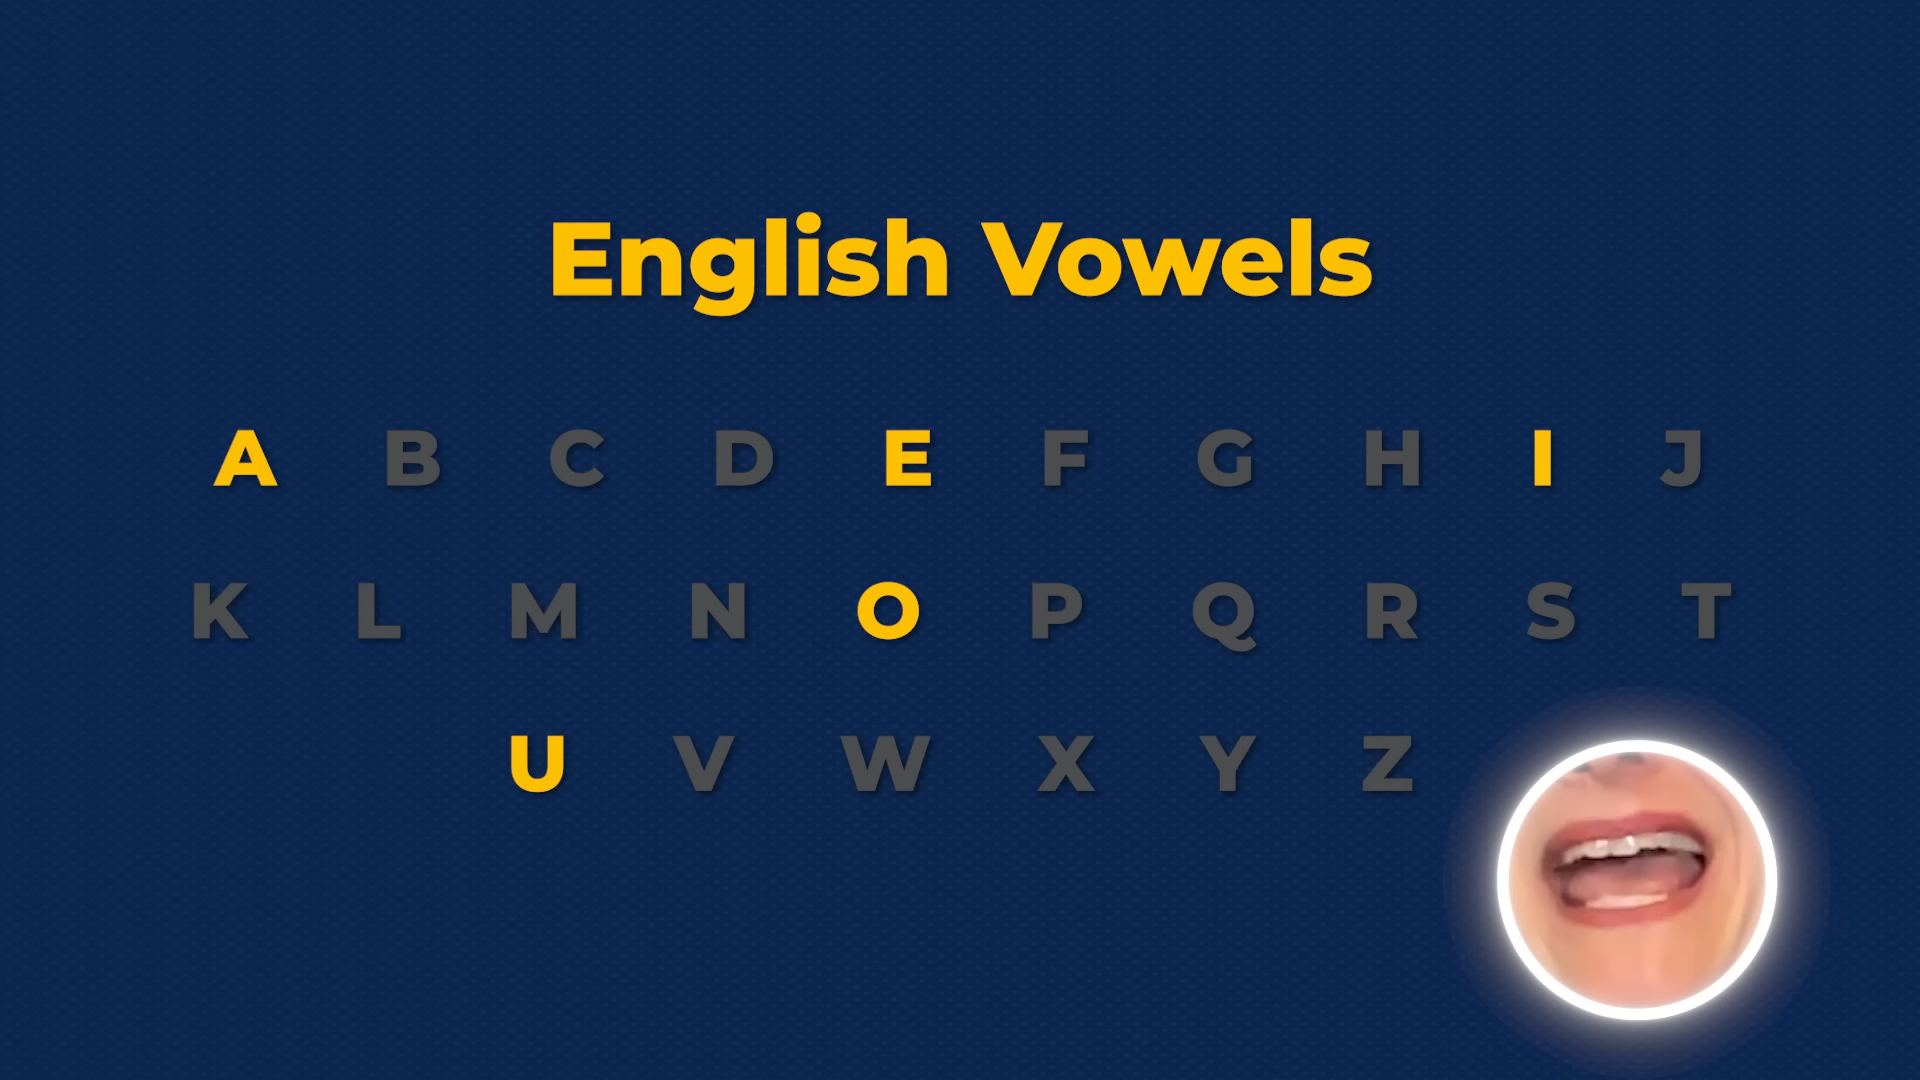 English Vowels
A B C D E F G H I J
K L M N O P Q R S T
U V W X Y Z